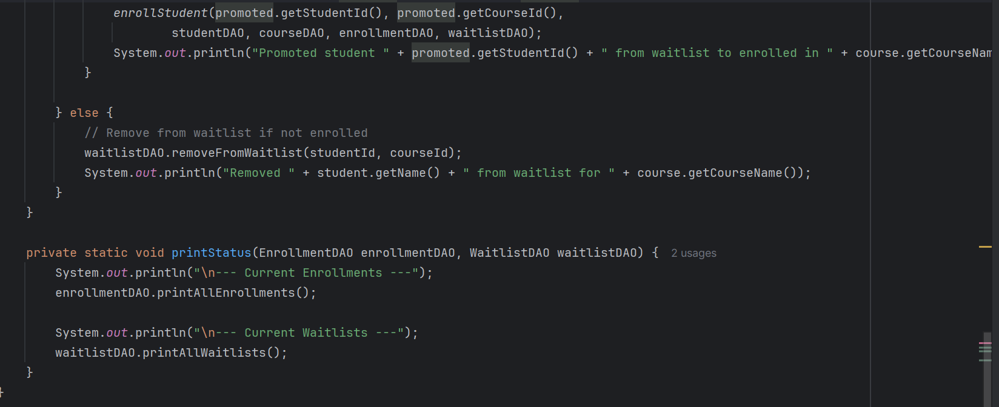 enrollStudent(promoted.getStudentId(), promoted.getCourseId(),
studentDAO, courseDAO, enrollmentDAO, waitlistDAO);
System.out.println("Promoted student " + promoted.getStudentId() + " from waitlist to enrolled in " + course.getCourseNam
}
} else {
// Remove from waitlist if not enrolled
waitlistDAO.removeFromWaitlist(studentId, courseId);
System.out.println("Removed " + student.getName() + " from waitlist for " + course.getCourseName());
}
}
private static void printStatus(EnrollmentDAO enrollmentDAO, WaitlistDAO waitlistDAO) { 2 usages
System.out.println("\n--- Current Enrollments ---");
enrollmentDAO.printAllEnrollments();
System.out.println("\n--- Current Waitlists ---");
waitlistDAO.printAllWaitlists();
}
}